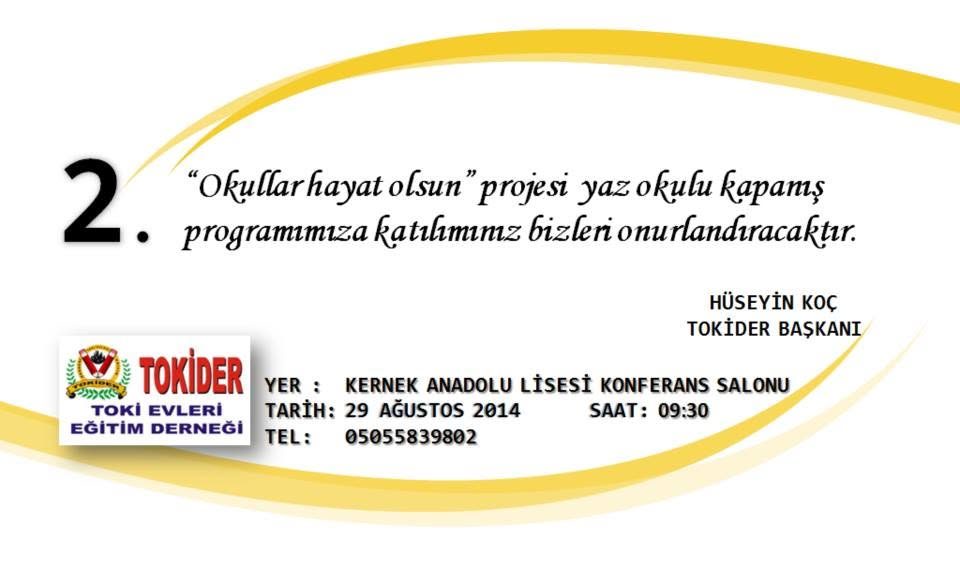 2.
“Okullar hayat olsun” projesi yaz okulu kapanış
programımıza katılımınız bizleri onurlandıracaktır.
HÜSEYİN KOÇ
TOKİDER BAŞKANI
TOKİDER
TOKİDER
TOKİ EVLERİ
EĞİTİM DERNEĞİ
YER : KERNEK ANADOLU LİSESİ KONFERANS SALONU
TARİH: 29 AĞUSTOS 2014 SAAT: 09:30
TEL: 05055839802